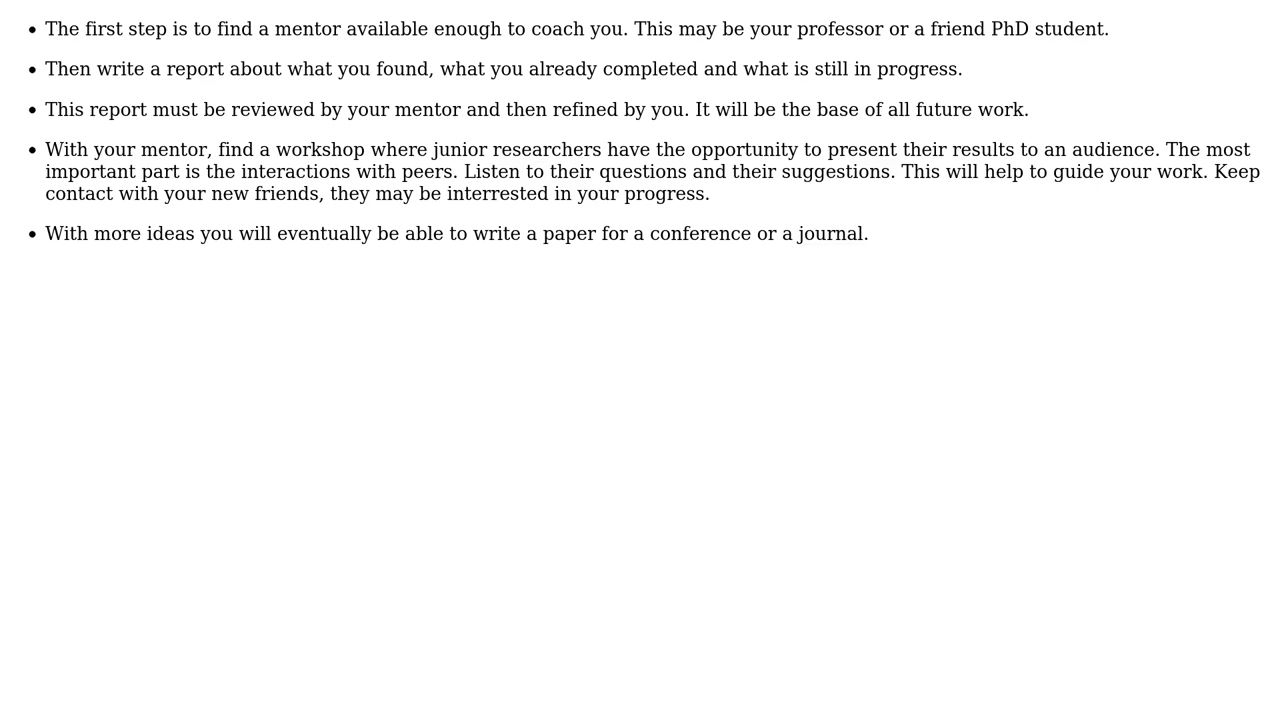 • The first step is to find a mentor available enough to coach you. This may be your professor or a friend PhD student.
• Then write a report about what you found, what you already completed and what is still in progress.
• This report must be reviewed by your mentor and then refined by you. It will be the base of all future work.
• With your mentor, find a workshop where junior researchers have the opportunity to present their results to an audience. The most
important part is the interactions with peers. Listen to their questions and their suggestions. This will help to guide your work. Keep
contact with your new friends, they may be interrested in your progress.
• With more ideas you will eventually be able to write a paper for a conference or a journal.